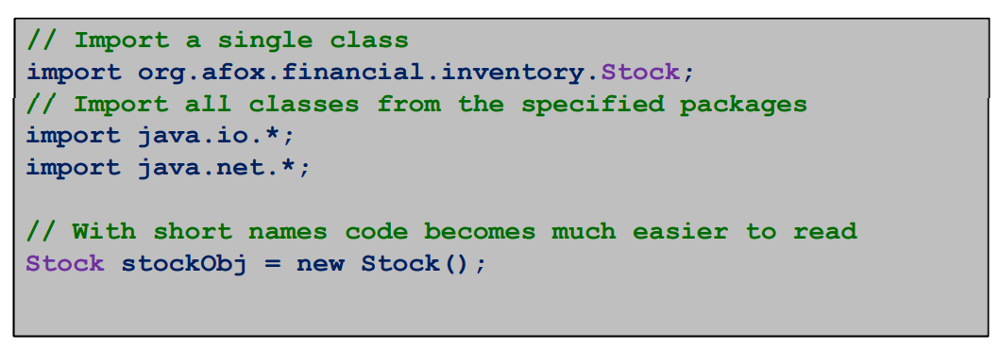 // Import a single class
import org.afox.financial.inventory.Stock;
// Import all classes from the specified packages
import java.io.*;
import java.net.*;
// With short names code becomes much easier to read
Stock stockObj = new Stock();